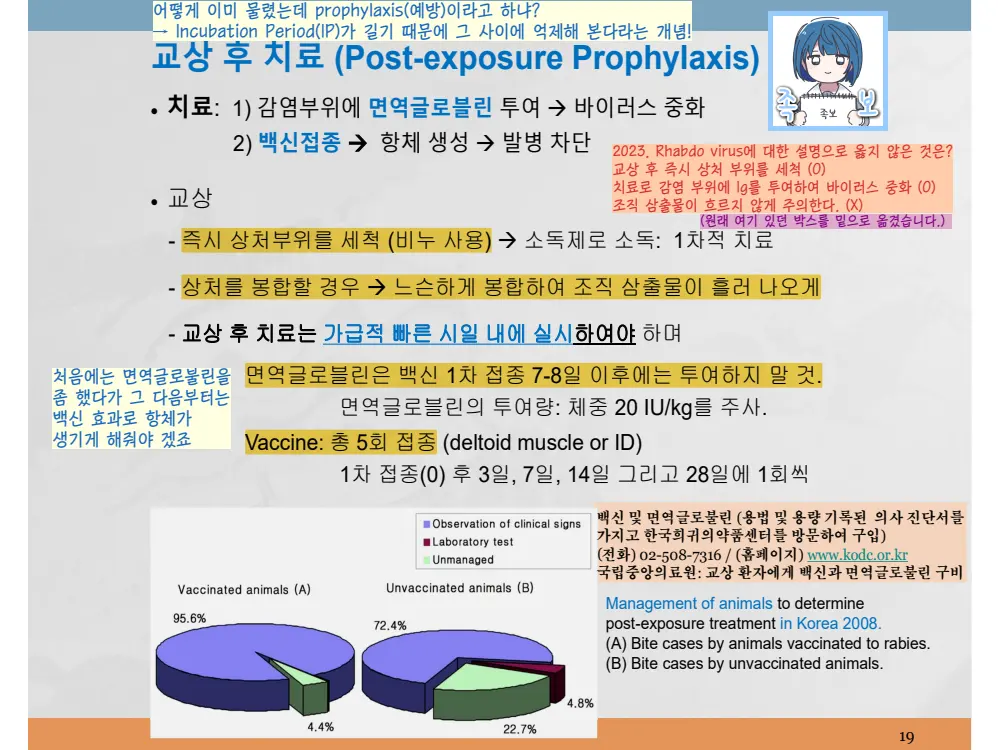 어떻게 이미 물렸는데 prophylaxis(예방)이라고 하냐?
→ Incubation Period(IP)가 길기 때문에 그 사이에 억제해 본다라는 개념!
교상 후 치료 (Post-exposure Prophylaxis)
족보
족보
• 치료: 1) 감염부위에 면역글로블린 투여 → 바이러스 중화
2) 백신접종 → 항체 생성 → 발병 차단
2023. Rhabdo virus에 대한 설명으로 옳지 않은 것은?
교상 후 즉시 상처 부위를 세척 (O)
치료로 감염 부위에 Ig를 투여하여 바이러스 중화 (O)
조직 삼출물이 흐르지 않게 주의한다. (X)
(원래 여기 있던 박스를 밑으로 옮겼습니다.)
• 교상
- 즉시 상처부위를 세척 (비누 사용) → 소독제로 소독: 1차적 치료
- 상처를 봉합할 경우 → 느슨하게 봉합하여 조직 삼출물이 흘러 나오게
- 교상 후 치료는 가급적 빠른 시일 내에 실시하여야 하며
처음에는 면역글로불린을
좀 했다가 그 다음부터는
백신 효과로 항체가
생기게 해줘야 겠죠
면역글로블린은 백신 1차 접종 7-8일 이후에는 투여하지 말 것.
면역글로블린의 투여량: 체중 20 IU/kg를 주사.
Vaccine: 총 5회 접종 (deltoid muscle or ID)
1차 접종(0) 후 3일, 7일, 14일 그리고 28일에 1회씩
Observation of clinical signs
Laboratory test
Unmanaged
Vaccinated animals (A)
Unvaccinated animals (B)
95.6%
72.4%
4.8%
4.4%
22.7%
백신 및 면역글로불린 (용법 및 용량 기록된 의사 진단서를
가지고 한국희귀의약품센터를 방문하여 구입)
(전화) 02-508-7316 / (홈페이지) www.kodc.or.kr
국립중앙의료원: 교상 환자에게 백신과 면역글로불린 구비
Management of animals to determine
post-exposure treatment in Korea 2008.
(A) Bite cases by animals vaccinated to rabies.
(B) Bite cases by unvaccinated animals.
19